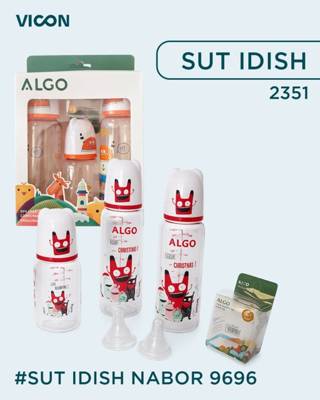 VICON
SUT IDISH
2351
ALGO
ALGO
CHRISTMAS !
ALGO
CHRISTMAS !
ALGO
#SUT IDISH NABOR 9696